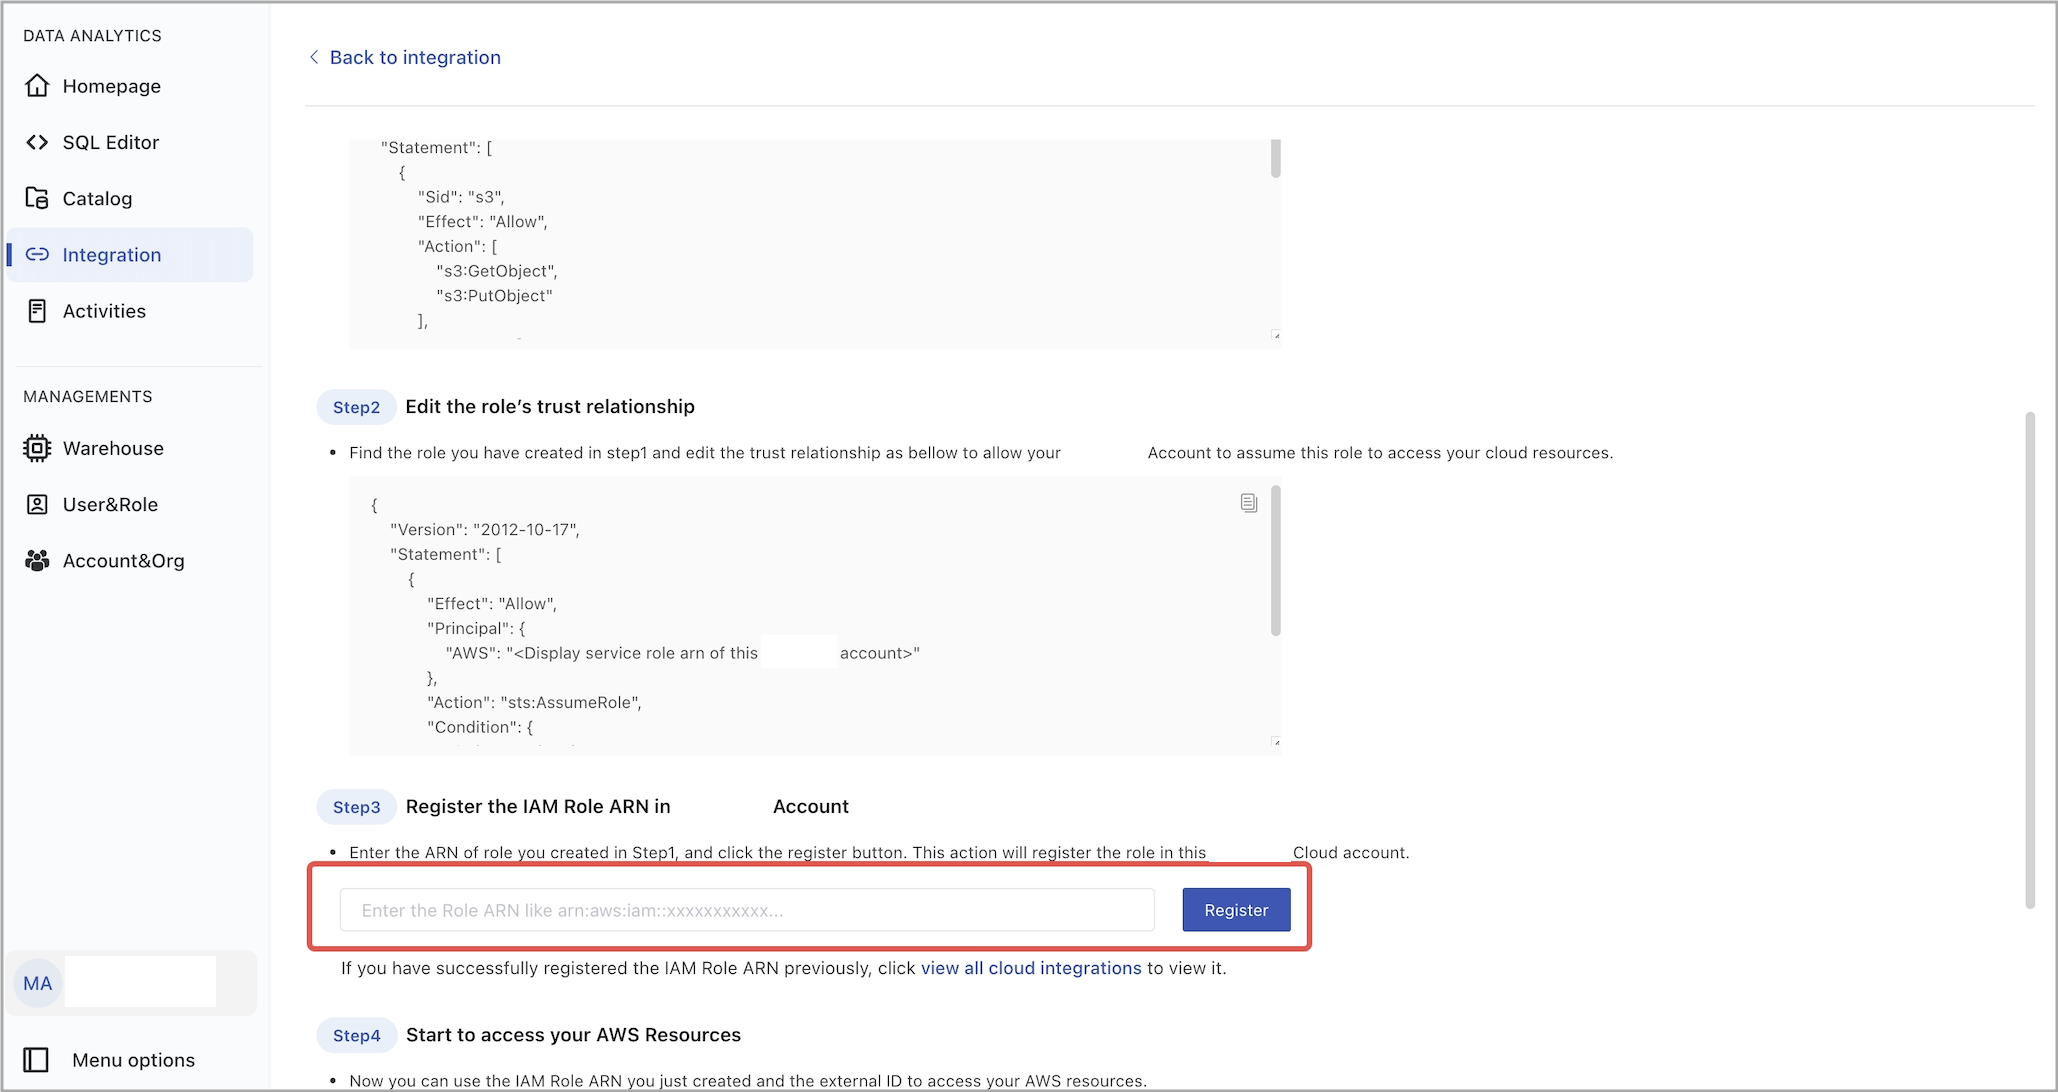 DATA ANALYTICS
Homepage
SQL Editor
Catalog
Integration
Activities
MANAGEMENTS
Warehouse
User&Role
Account&Org
MA
Menu options
Back to integration
"Statement": [
{
"Sid": "s3",
"Effect": "Allow",
"Action": [
"s3:GetObject",
"s3:PutObject"
],
Step2 Edit the role's trust relationship
• Find the role you have created in step1 and edit the trust relationship as bellow to allow your Account to assume this role to access your cloud resources.
{
"Version": "2012-10-17",
"Statement": [
{
"Effect": "Allow",
"Principal": {
"AWS": "<Display service role arn of this account>"
},
"Action": "sts:AssumeRole",
"Condition": {
Step3 Register the IAM Role ARN in Account
• Enter the ARN of role you created in Step1, and click the register button. This action will register the role in this Cloud account.
Enter the Role ARN like arn:aws:iam::xxxxxxxxxxx...
Register
If you have successfully registered the IAM Role ARN previously, click view all cloud integrations to view it.
Step4 Start to access your AWS Resources
• Now you can use the IAM Role ARN you just created and the external ID to access your AWS resources.